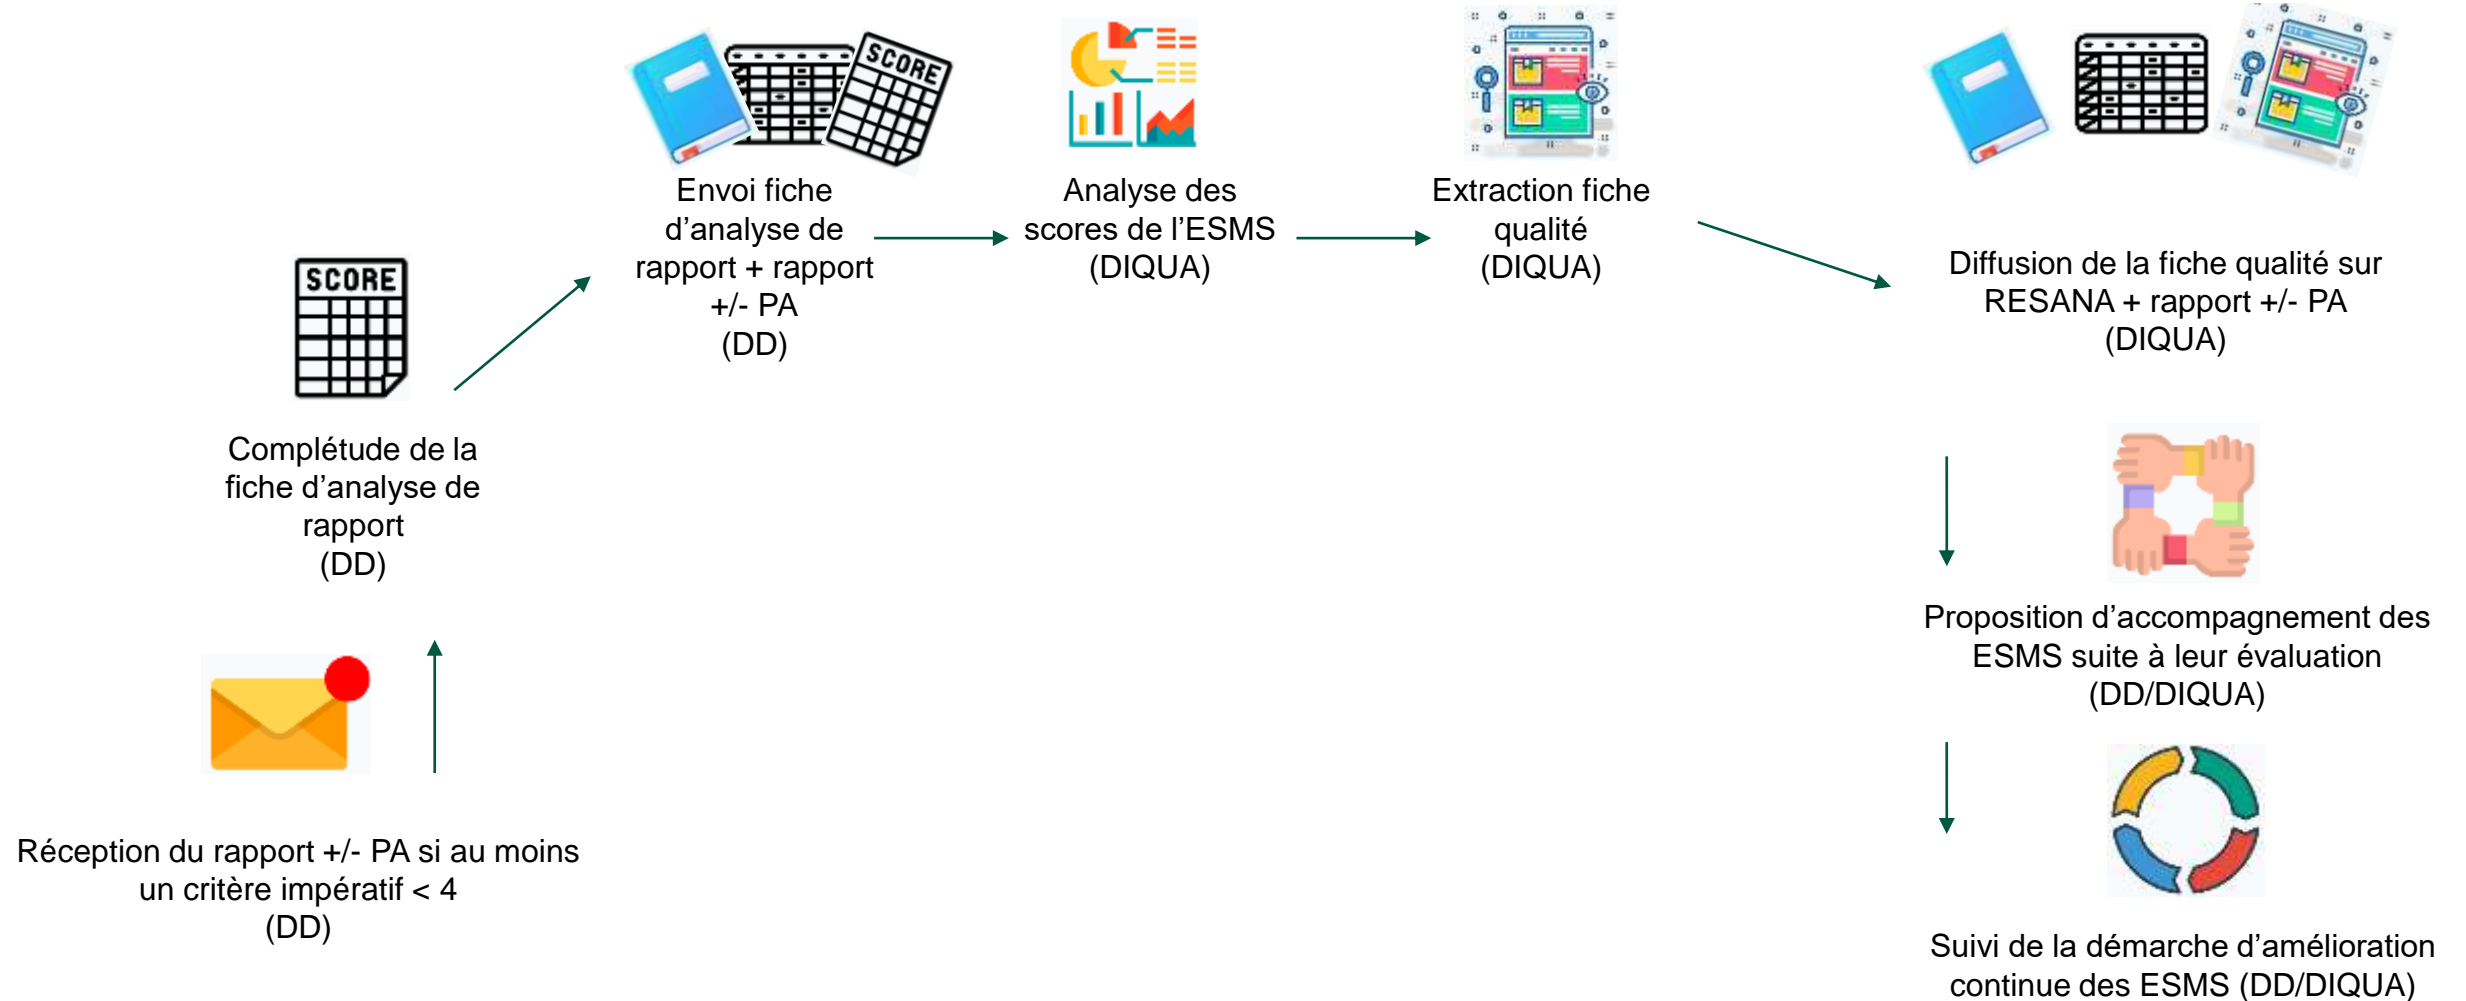 SCORE
Envoi fiche
d’analyse de
rapport + rapport
+/- PA
(DD)
Analyse des
scores de l’ESMS
(DIQUA)
Extraction fiche
qualité
(DIQUA)
Diffusion de la fiche qualité sur
RESANA + rapport +/- PA
(DIQUA)
SCORE
Complétude de la
fiche d’analyse de
rapport
(DD)
Proposition d’accompagnement des
ESMS suite à leur évaluation
(DD/DIQUA)
Réception du rapport +/- PA si au moins
un critère impératif < 4
(DD)
Suivi de la démarche d’amélioration
continue des ESMS (DD/DIQUA)